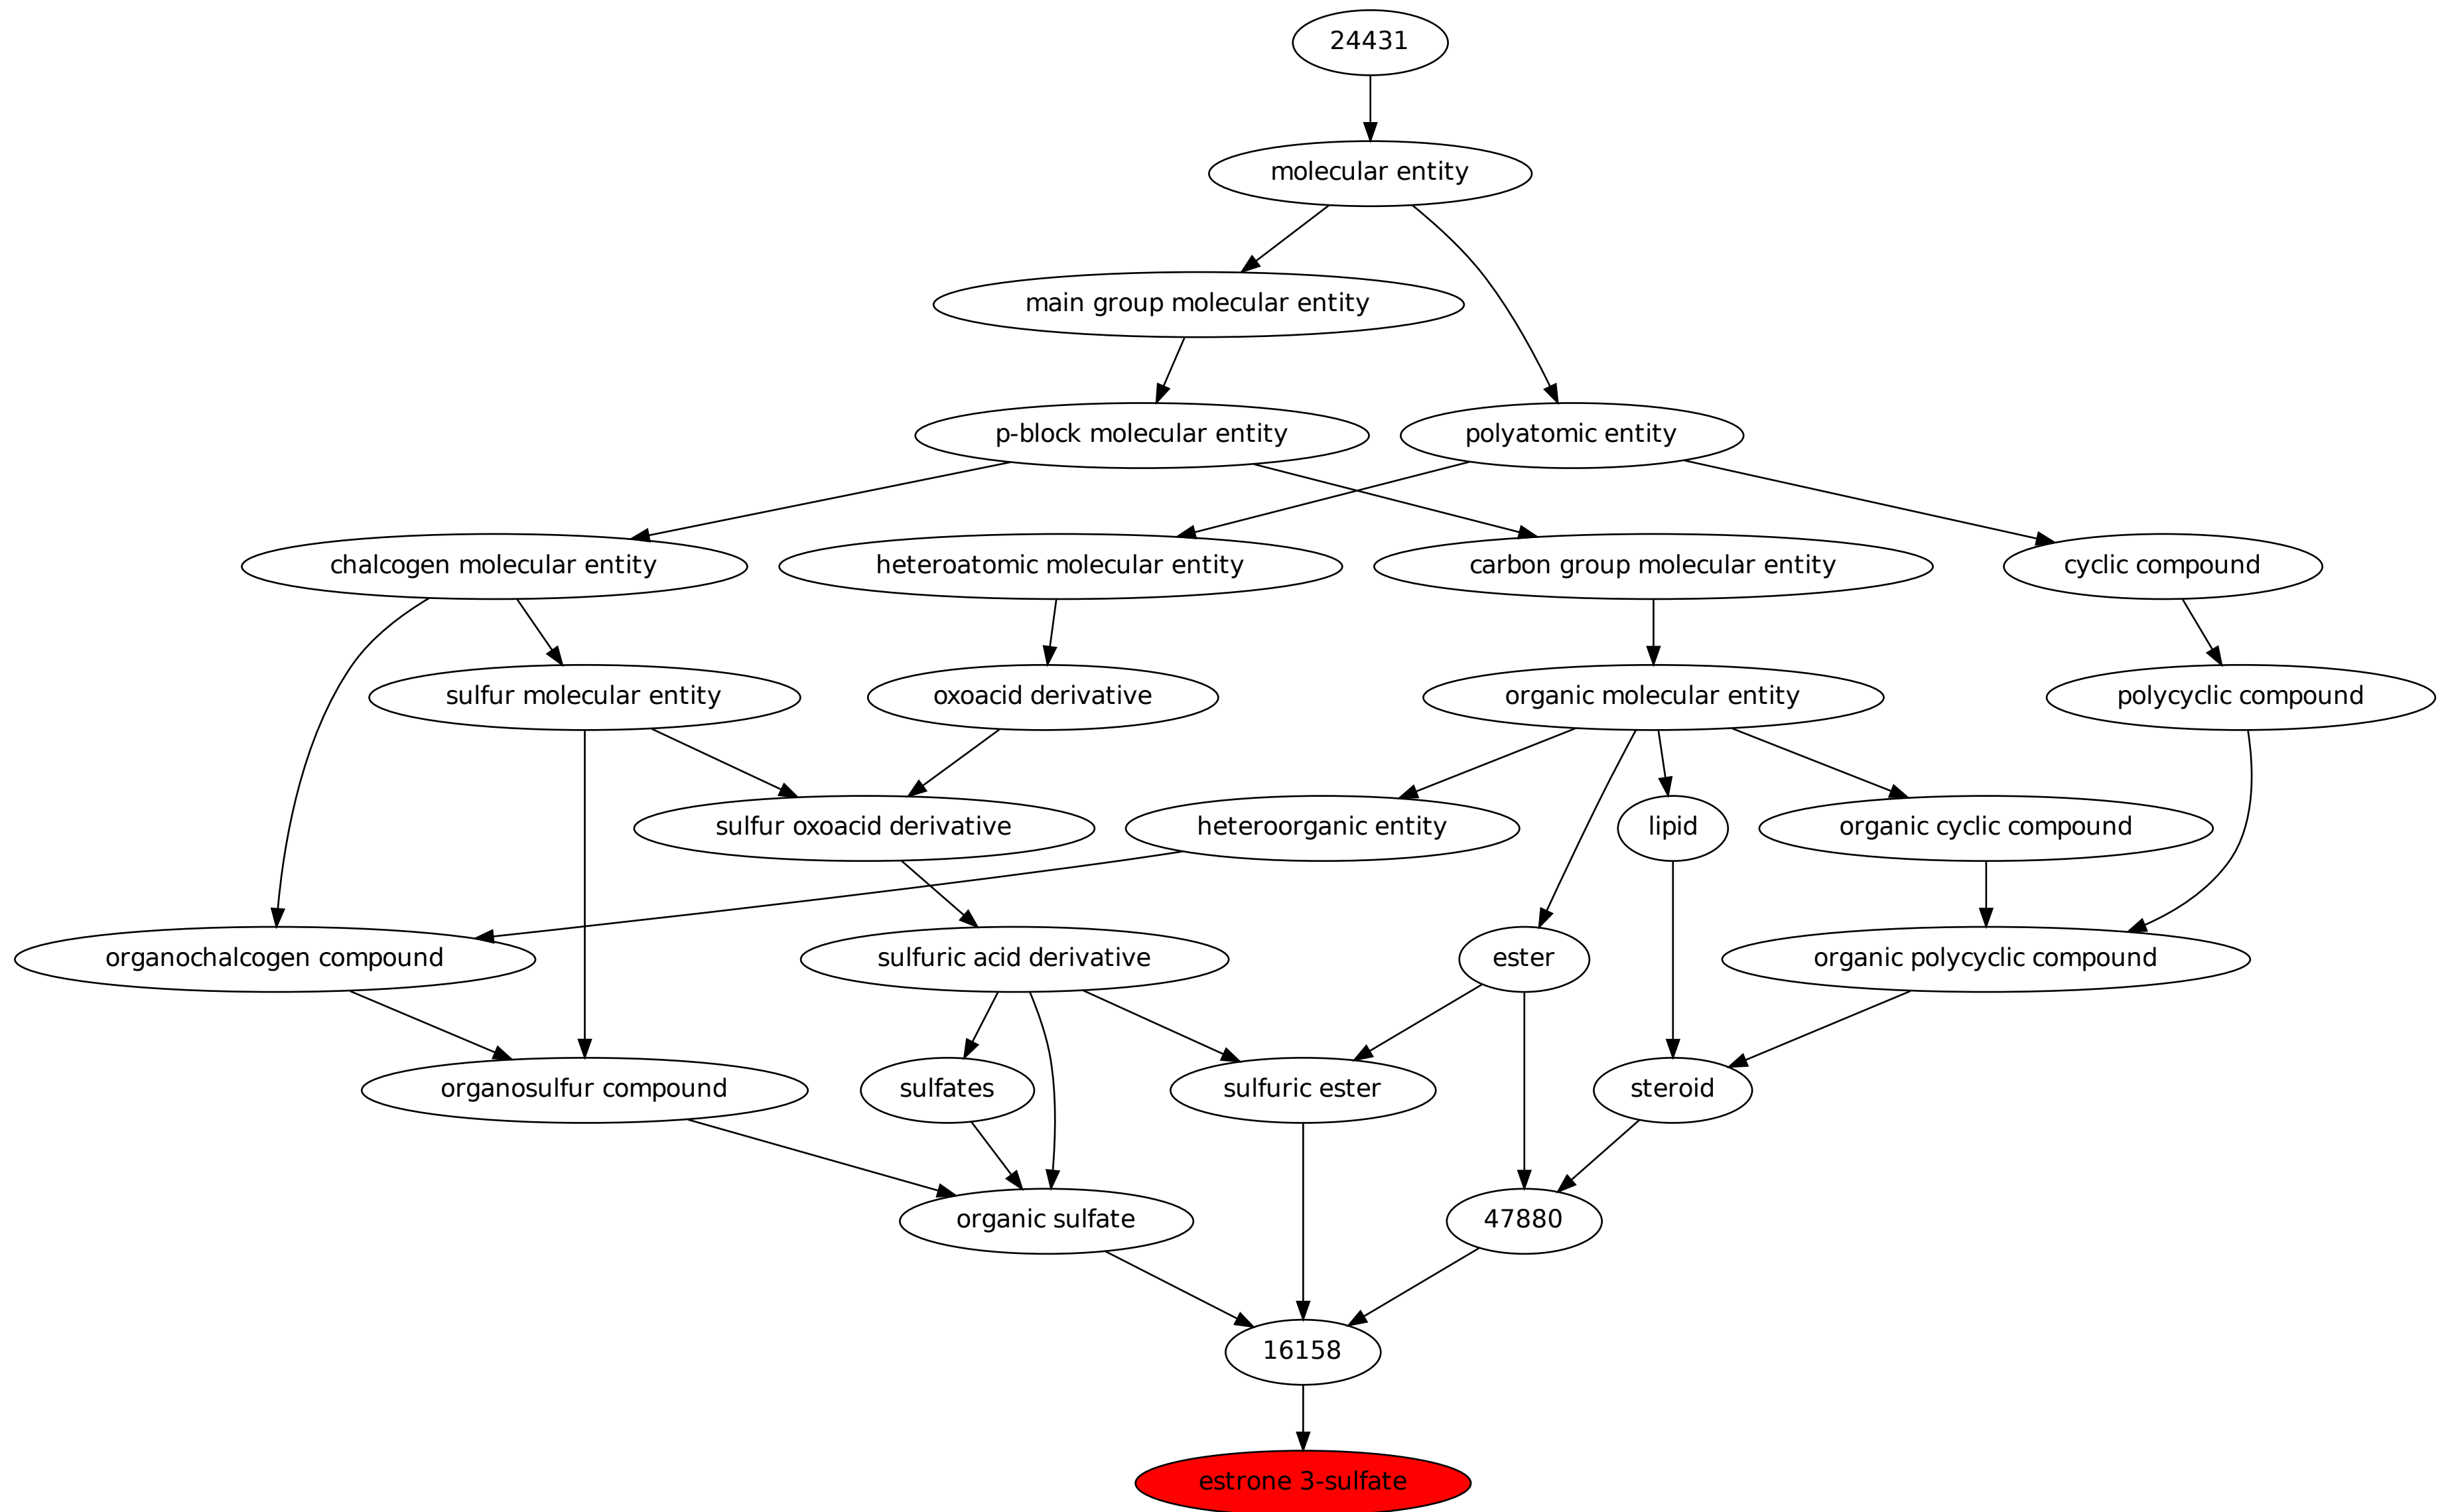 24431
molecular entity
main group molecular entity
p-block molecular entity
polyatomic entity
chalcogen molecular entity
heteroatomic molecular entity
carbon group molecular entity
cyclic compound
sulfur molecular entity
oxoacid derivative
organic molecular entity
polycyclic compound
sulfur oxoacid derivative
heteroorganic entity
lipid
organic cyclic compound
organochalcogen compound
sulfuric acid derivative
ester
organic polycyclic compound
organosulfur compound
sulfates
sulfuric ester
steroid
organic sulfate
47880
16158
estrone 3-sulfate